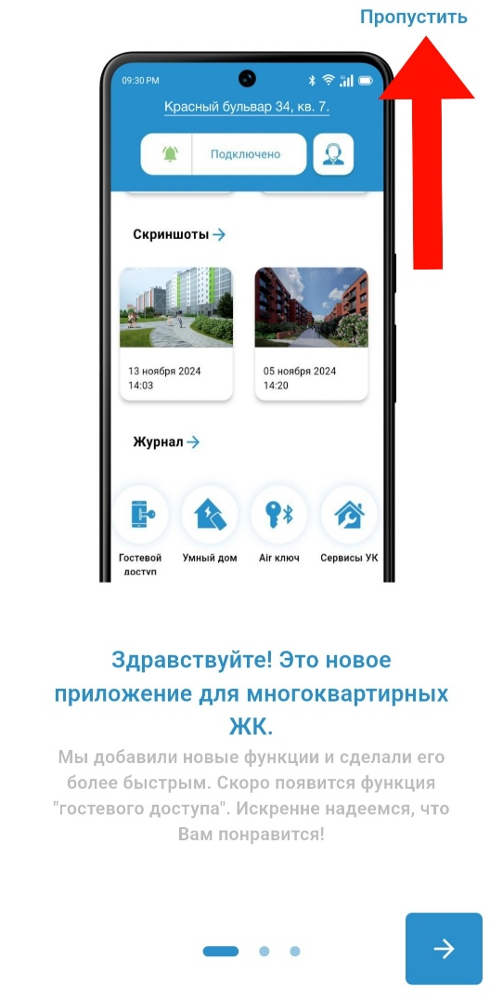 Пропустить
09:30 PM
Красный бульвар 34, кв. 7.
Подключено
Скриншоты
13 ноября 2024
14:03
05 ноября 2024
14:20
Журнал
Гостевой
доступ
Умный дом
Air ключ
Сервисы УК
Здравствуйте! Это новое
приложение для многоквартирных
ЖК.
Мы добавили новые функции и сделали его
более быстрым. Скоро появится функция
"гостевого доступа". Искренне надеемся, что
Вам понравится!